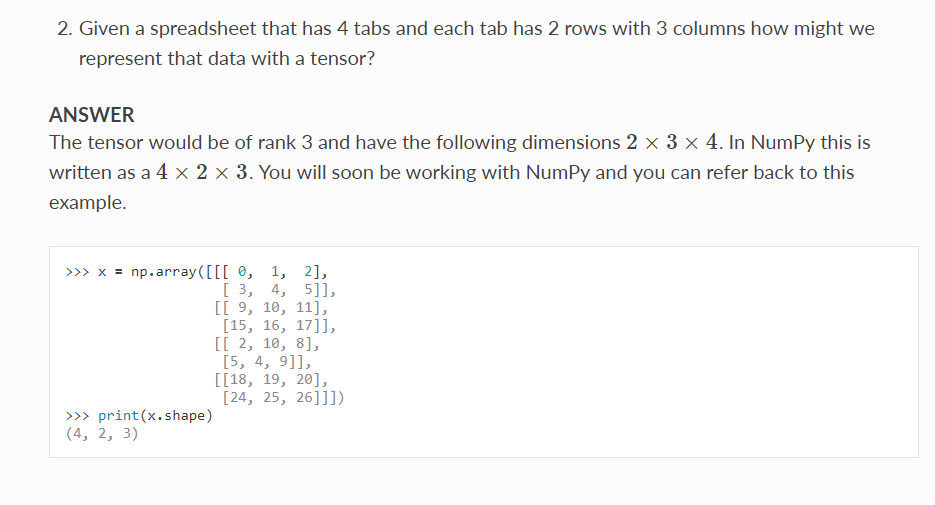 2. Given a spreadsheet that has 4 tabs and each tab has 2 rows with 3 columns how might we
represent that data with a tensor?
ANSWER
The tensor would be of rank 3 and have the following dimensions 2 × 3 × 4. In NumPy this is
written as a 4 × 2 × 3. You will soon be working with NumPy and you can refer back to this
example.
>>> x = np.array([[[ 0,  1,  2],
                   [ 3,  4,  5]],
                  [[ 9, 10, 11],
                   [15, 16, 17]],
                  [[ 2, 10, 8],
                   [5, 4, 9]],
                  [[18, 19, 20],
                   [24, 25, 26]]])
>>> print(x.shape)
(4, 2, 3)